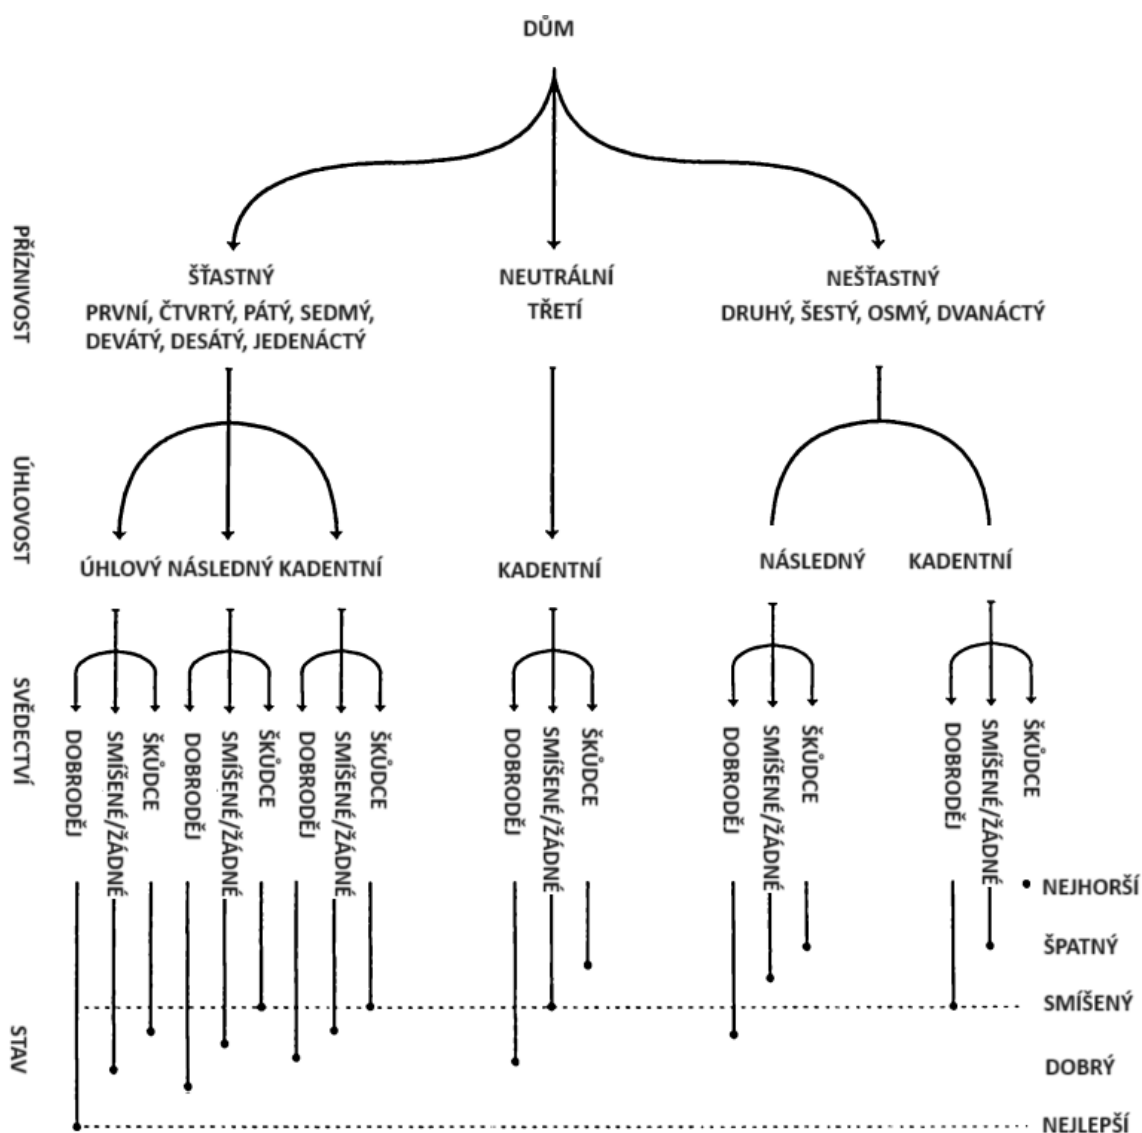 DŮM
PŘÍZNIVOST
ŠŤASTNÝ
PRVNÍ, ČTVRTÝ, PÁTÝ, SEDMÝ,
DEVÁTÝ, DESÁTÝ, JEDENÁCTÝ
NEUTRÁLNÍ
TŘETÍ
NEŠŤASTNÝ
DRUHÝ, ŠESTÝ, OSMÝ, DVANÁCTÝ
ÚHLOVOST
ÚHLOVÝ NÁSLEDNÝ KADENTNÍ
KADENTNÍ
NÁSLEDNÝ
KADENTNÍ
SVĚDECTVÍ
DOBRODĚJ
SMÍŠENÉ/ŽÁDNÉ
ŠKŮDCE
DOBRODĚJ
SMÍŠENÉ/ŽÁDNÉ
ŠKŮDCE
DOBRODĚJ
SMÍŠENÉ/ŽÁDNÉ
ŠKŮDCE
DOBRODĚJ
SMÍŠENÉ/ŽÁDNÉ
ŠKŮDCE
DOBRODĚJ
SMÍŠENÉ/ŽÁDNÉ
ŠKŮDCE
DOBRODĚJ
SMÍŠENÉ/ŽÁDNÉ
ŠKŮDCE
STAV
NEJHORŠÍ
ŠPATNÝ
SMÍŠENÝ
DOBRÝ
NEJLEPŠÍ